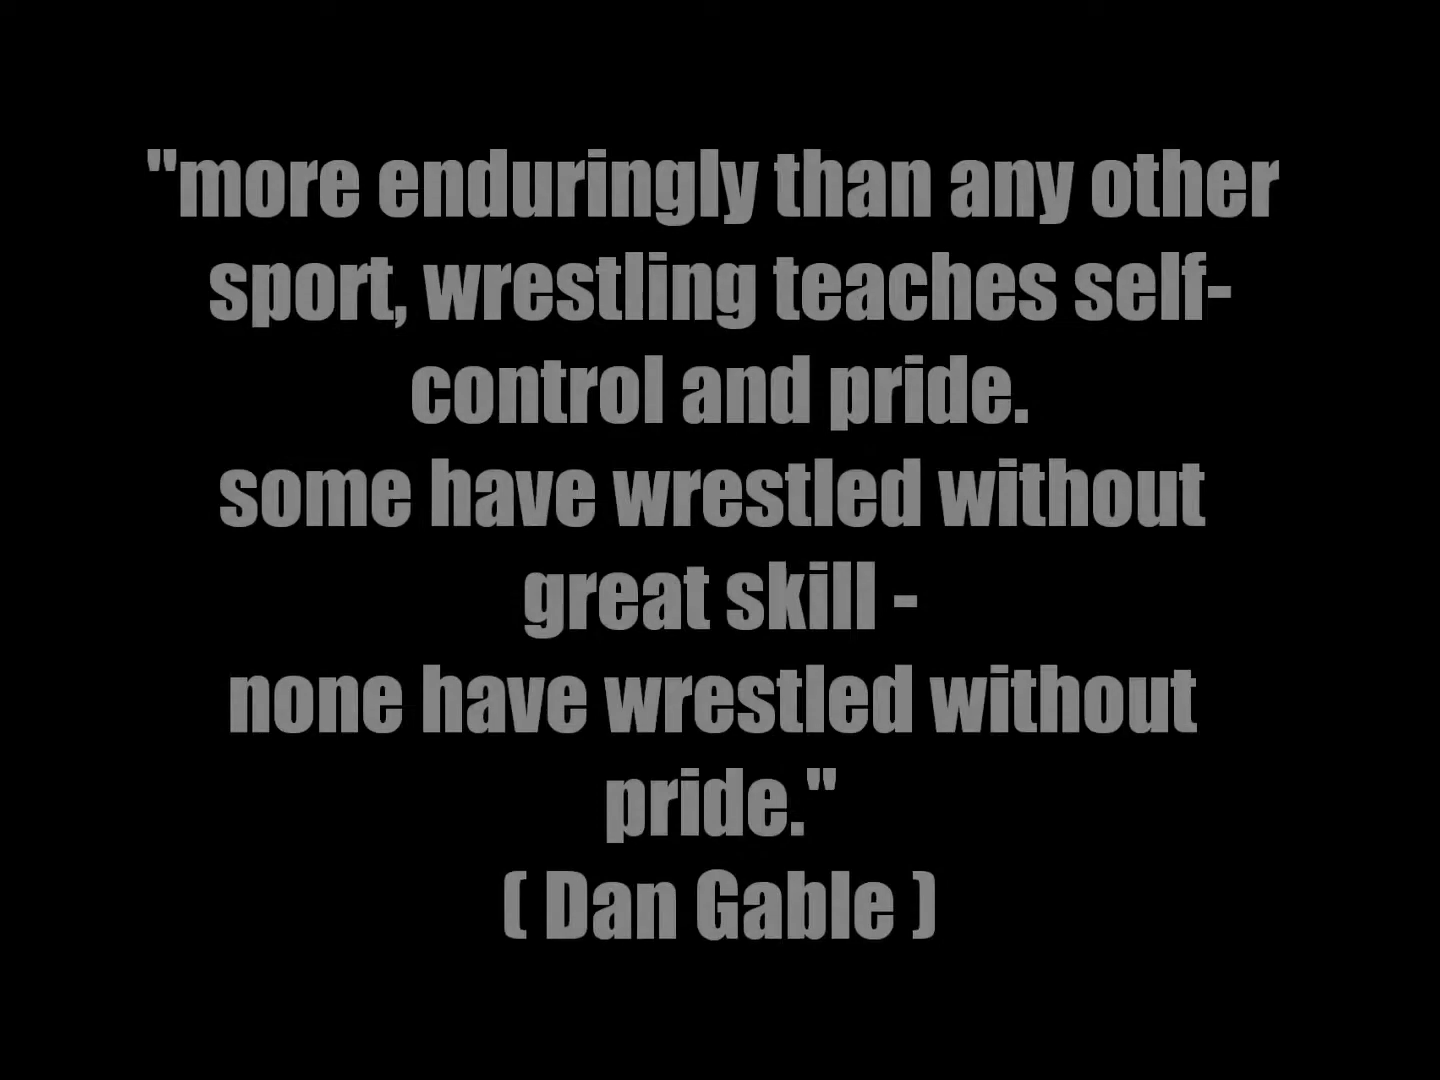 "more enduringly than any other
sport, wrestling teaches self-
control and pride.
some have wrestled without
great skill -
none have wrestled without
pride."
( Dan Gable )